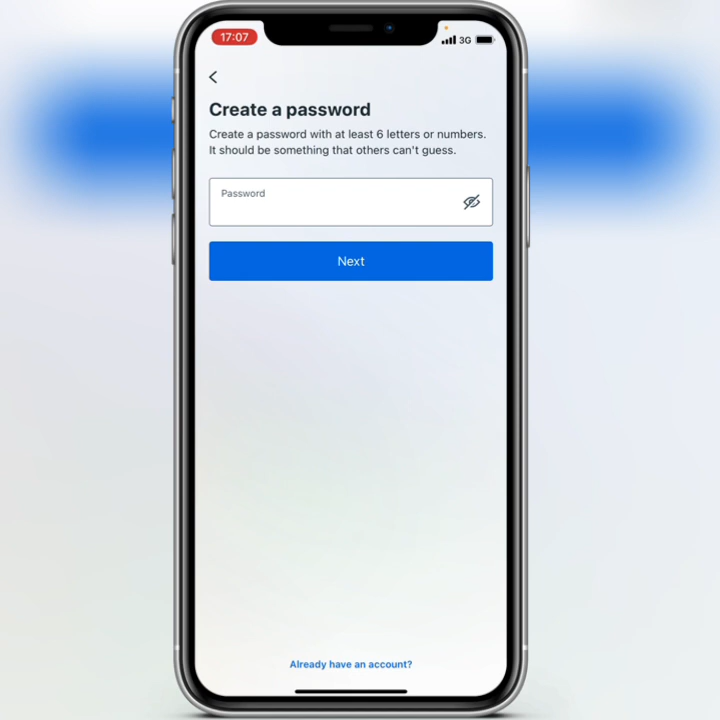 17:07
3G
Create a password
Create a password with at least 6 letters or numbers.
It should be something that others can't guess.
Password
Next
Already have an account?